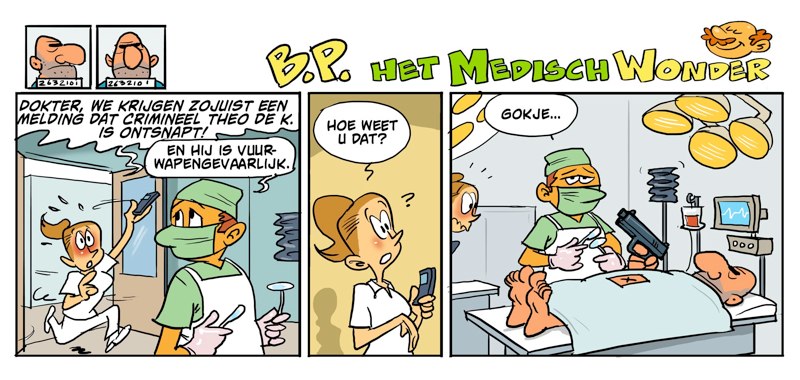 2632101
2632101
B.P. HET MEDISCH WONDER
DOKTER, WE KRIJGEN ZOJUIST EEN
MELDING DAT CRIMINEEL THEO DE K.
IS ONTSNAPT!
EN HIJ IS VUUR-
WAPENGEVAARLIJK.
HOE WEET
U DAT?
?
GOKJE...